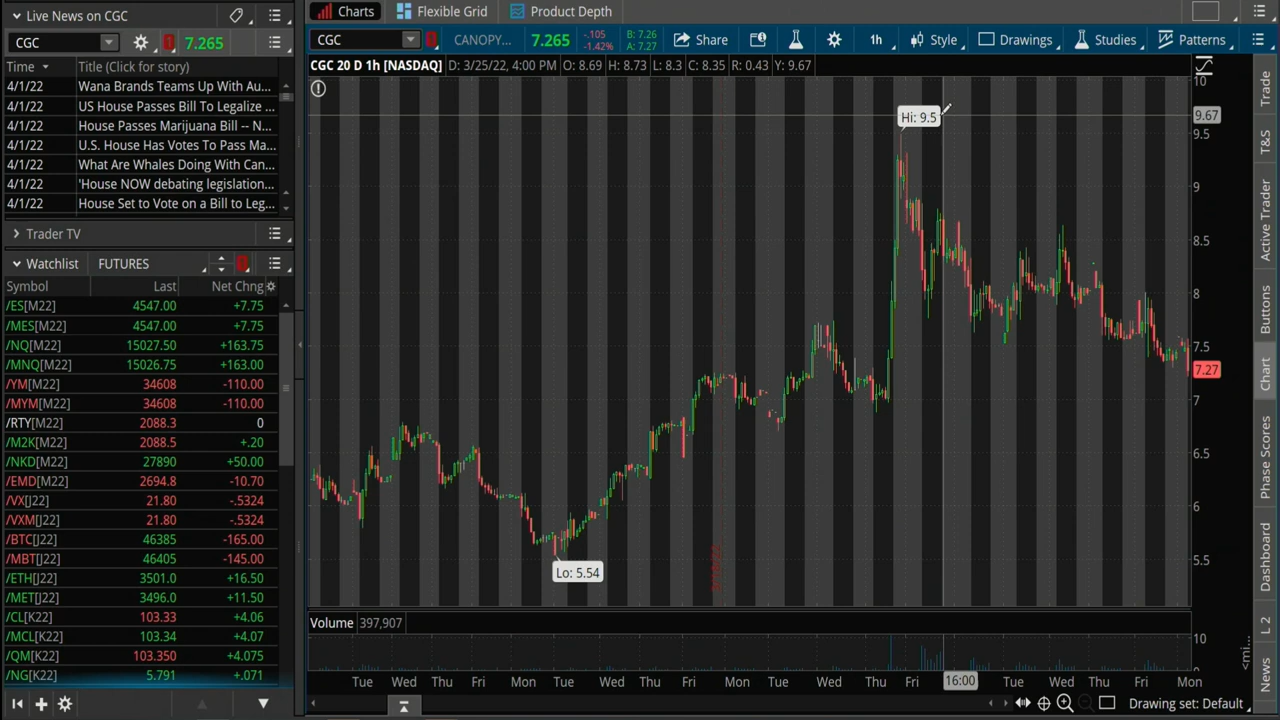 Live News on CGC
CGC 1 7.265
Time Title (Click for story)
4/1/22 Wana Brands Teams Up With Au...
4/1/22 US House Passes Bill To Legalize ...
4/1/22 House Passes Marijuana Bill -- N...
4/1/22 U.S. House Has Votes To Pass Ma...
4/1/22 What Are Whales Doing With Can...
4/1/22 'House NOW debating legislation...
4/1/22 House Set to Vote on a Bill to Leg...
Trader TV
Watchlist FUTURES
Symbol Last Net Chng
/ES[M22] 4547.00 +7.75
/MES[M22] 4547.00 +7.75
/NQ[M22] 15027.50 +163.75
/MNQ[M22] 15026.75 +163.00
/YM[M22] 34608 -110.00
/MYM[M22] 34608 -110.00
/RTY[M22] 2088.3 0
/M2K[M22] 2088.5 +.20
/NKD[M22] 27890 +50.00
/EMD[M22] 2694.8 -10.70
/VX[J22] 21.80 -.5324
/VXM[J22] 21.80 -.5324
/BTC[J22] 46385 -165.00
/MBT[J22] 46405 -145.00
/ETH[J22] 3501.0 +16.50
/MET[J22] 3496.0 +11.50
/CL[K22] 103.33 +4.06
/MCL[K22] 103.34 +4.07
/QM[K22] 103.350 +4.075
/NG[K22] 5.791 +.071
Charts Flexible Grid Product Depth
CGC CANOPY... 7.265 -.105 -1.42% B: 7.26 A: 7.27 Share 1h Style Drawings Studies Patterns
CGC 20 D 1h [NASDAQ] D: 3/25/22, 4:00 PM O: 8.69 H: 8.73 L: 8.3 C: 8.35 R: 0.43 Y: 9.67
Hi: 9.5
Lo: 5.54
10
9.67
9.5
9
8.5
8
7.5
7.27
7
6.5
6
5.5
Volume 397,907
10
<mi...
Tue Wed Thu Fri Mon Tue Wed Thu Fri Mon Tue Wed Thu Fri 16:00 Tue Wed Thu Fri Mon
Drawing set: Default
Trade
T&S
Active Trader
Buttons
Chart
Phase Scores
Dashboard
L 2
News